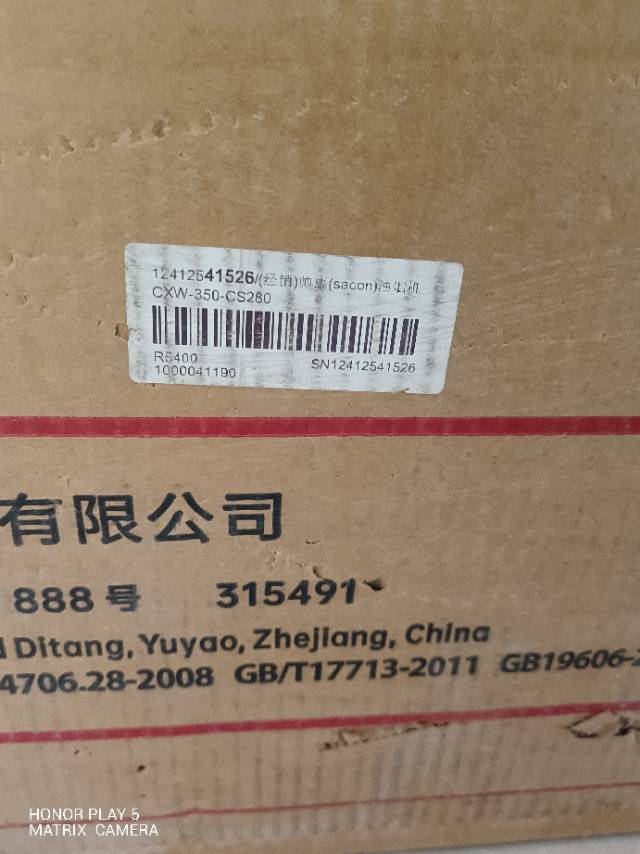 12412541526/(经销)帅康(sacon)油烟机
CXW-350-CS280
R5400
1000041190
SN12412541526
有限公司
888号 315491
Ditang, Yuyao, Zhejiang, China
4706.28-2008 GB/T17713-2011 GB19606-2
HONOR PLAY 5
MATRIX CAMERA